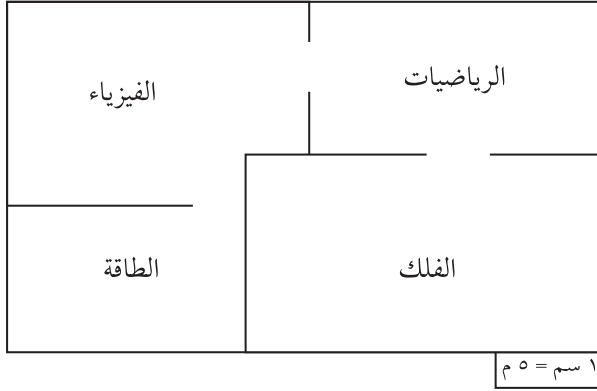 الرياضيات
الفيزياء
الفلك
الطاقة
١ سم = ٥ م